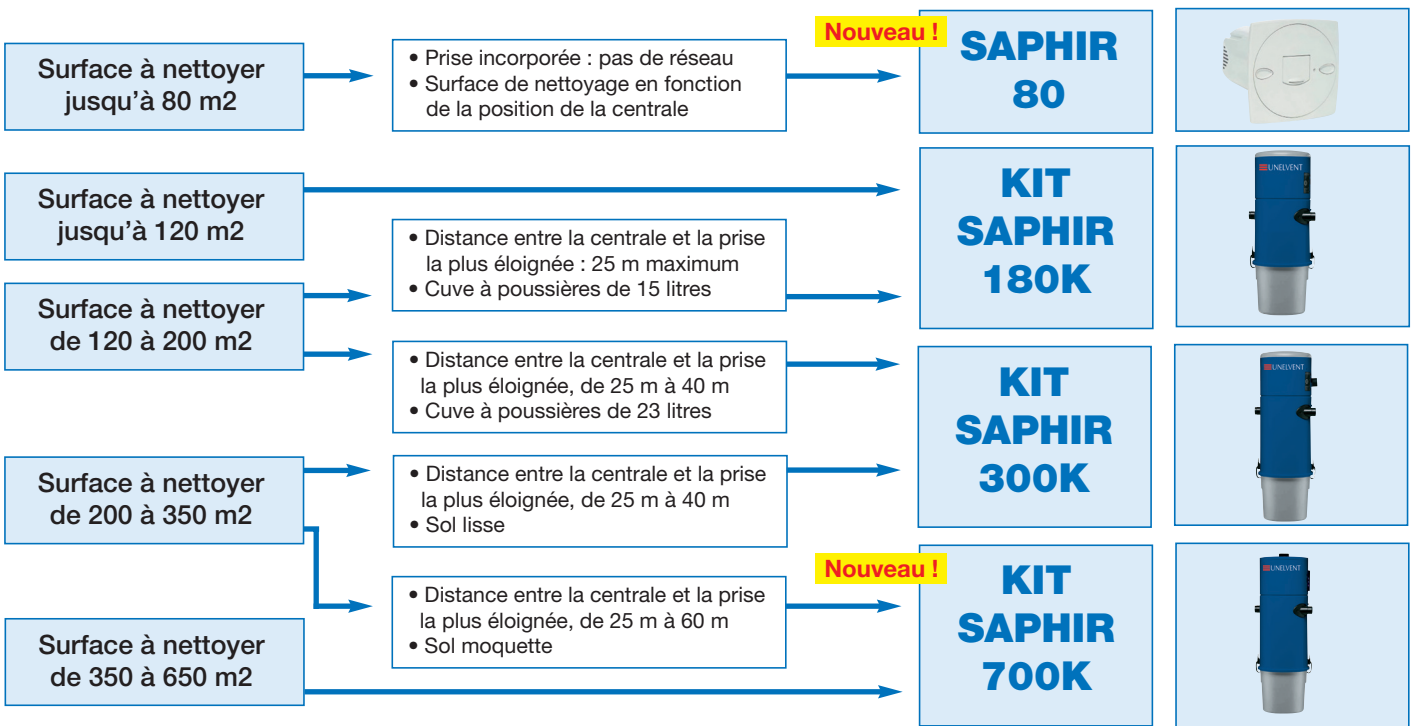 Surface à nettoyer
jusqu'à 80 m2
• Prise incorporée : pas de réseau
• Surface de nettoyage en fonction
de la position de la centrale
Nouveau !
SAPHIR
80
Surface à nettoyer
jusqu'à 120 m2
KIT
SAPHIR
180K
UNELVENT
• Distance entre la centrale et la prise
la plus éloignée : 25 m maximum
• Cuve à poussières de 15 litres
Surface à nettoyer
de 120 à 200 m2
• Distance entre la centrale et la prise
la plus éloignée, de 25 m à 40 m
• Cuve à poussières de 23 litres
KIT
SAPHIR
300K
UNELVENT
Surface à nettoyer
de 200 à 350 m2
• Distance entre la centrale et la prise
la plus éloignée, de 25 m à 40 m
• Sol lisse
Nouveau !
• Distance entre la centrale et la prise
la plus éloignée, de 25 m à 60 m
• Sol moquette
KIT
SAPHIR
700K
UNELVENT
Surface à nettoyer
de 350 à 650 m2